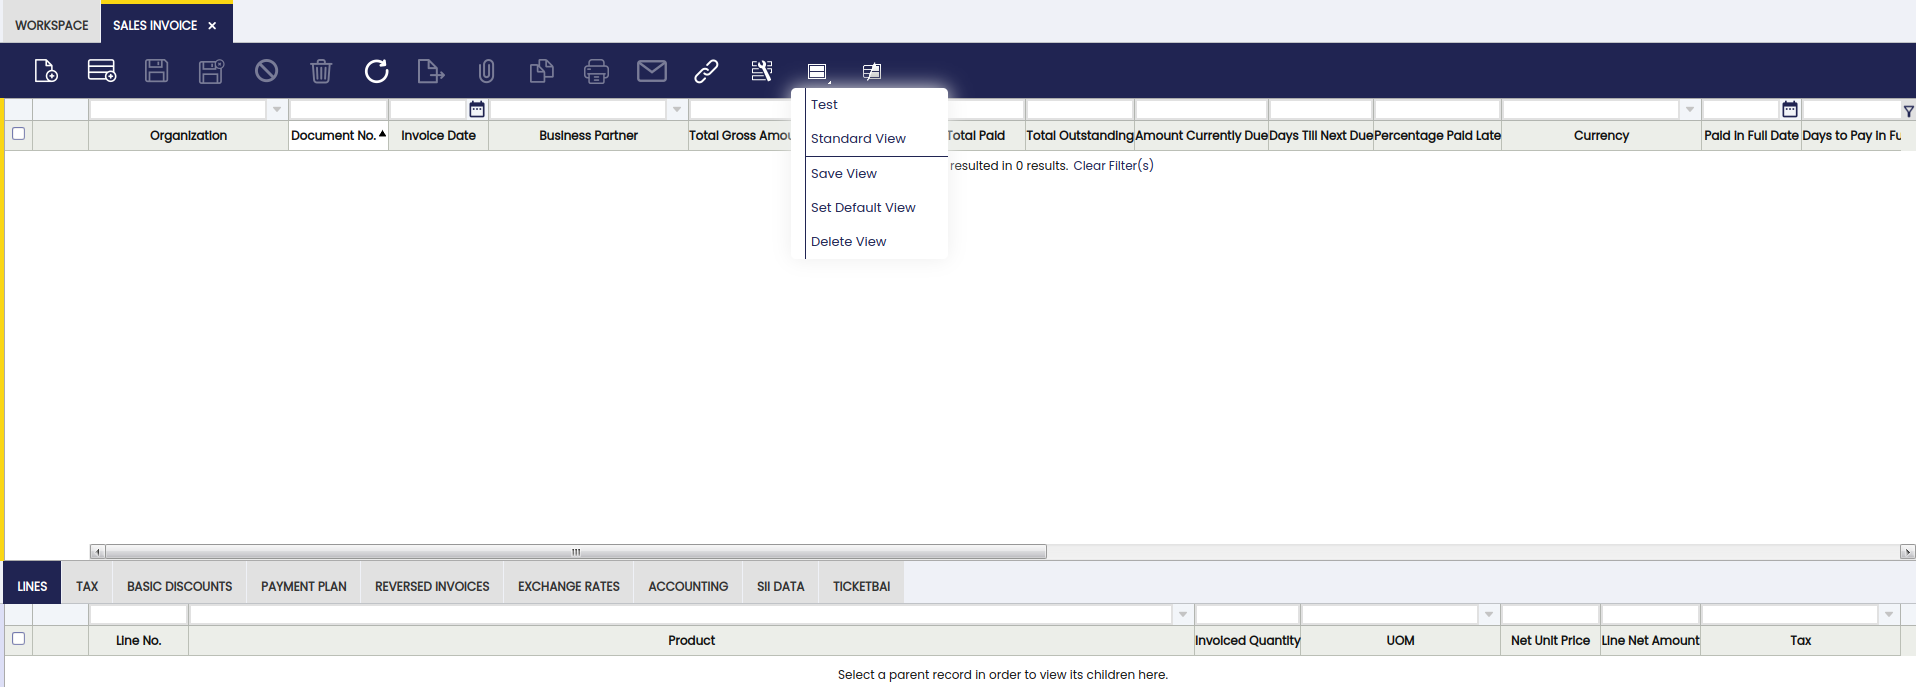 WORKSPACE
SALES INVOICE ×
Test
Standard View
Save View
Set Default View
Delete View
Organization
Document No.
Invoice Date
Business Partner
Total Gross Amou
Total Paid
Total Outstanding
Amount Currently Due
Days Till Next Due
Percentage Paid Late
Currency
Paid In Full Date
Days to Pay In Fu
resulted in 0 results. Clear Filter(s)
LINES
TAX
BASIC DISCOUNTS
PAYMENT PLAN
REVERSED INVOICES
EXCHANGE RATES
ACCOUNTING
SII DATA
TICKETBAI
Line No.
Product
Invoiced Quantity
UOM
Net Unit Price
Line Net Amount
Tax
Select a parent record in order to view its children here.